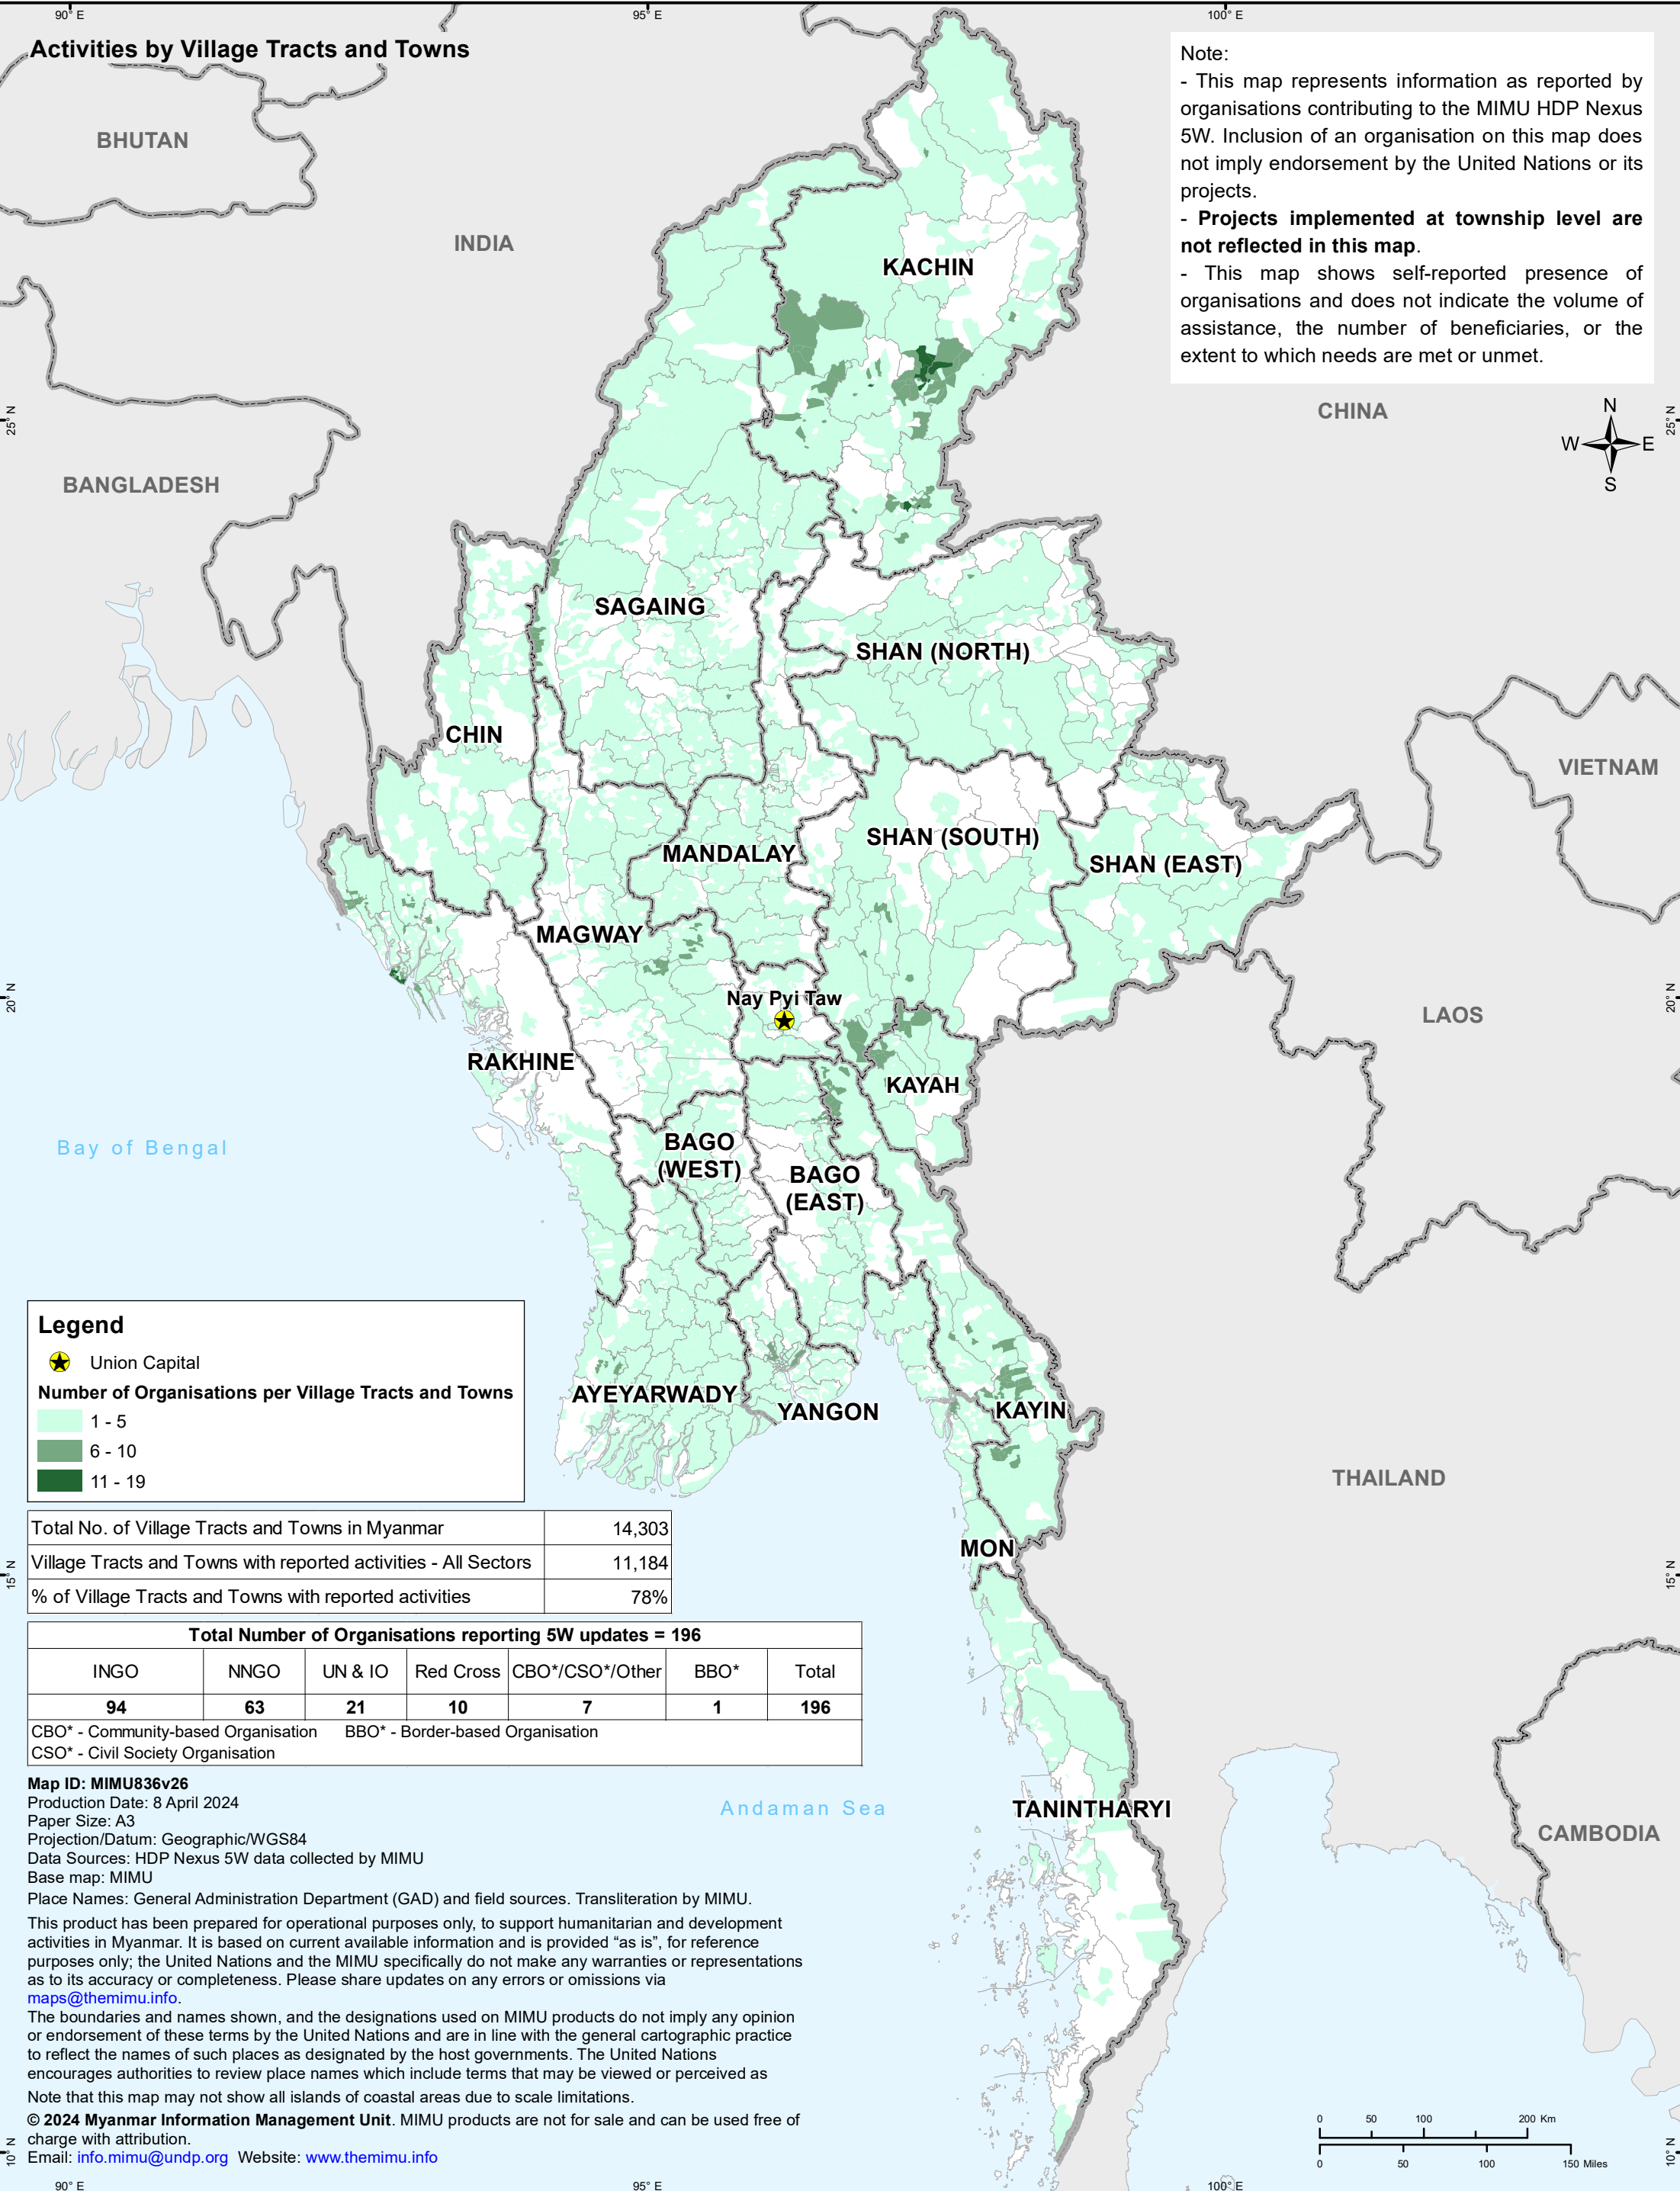 90° E
95° E
100° E
Activities by Village Tracts and Towns
Note:
- This map represents information as reported by
organisations contributing to the MIMU HDP Nexus
5W. Inclusion of an organisation on this map does
not imply endorsement by the United Nations or its
projects.
- Projects implemented at township level are
not reflected in this map.
- This map shows self-reported presence of
organisations and does not indicate the volume of
assistance, the number of beneficiaries, or the
extent to which needs are met or unmet.
BHUTAN
INDIA
KACHIN
CHINA
N
W E
S
25° N
25° N
BANGLADESH
SAGAING
SHAN (NORTH)
CHIN
VIETNAM
SHAN (SOUTH)
MANDALAY
SHAN (EAST)
MAGWAY
20° N
Nay Pyi Taw
20° N
LAOS
RAKHINE
KAYAH
Bay of Bengal
BAGO
(WEST)
BAGO
(EAST)
Legend
Union Capital
Number of Organisations per Village Tracts and Towns
1 - 5
6 - 10
11 - 19
AYEYARWADY
YANGON
KAYIN
THAILAND
Total No. of Village Tracts and Towns in Myanmar 14,303
Village Tracts and Towns with reported activities - All Sectors 11,184
% of Village Tracts and Towns with reported activities 78%
MON
15° N
15° N
Total Number of Organisations reporting 5W updates = 196
INGO NNGO UN & IO Red Cross CBO*/CSO*/Other BBO* Total
94 63 21 10 7 1 196
CBO* - Community-based Organisation BBO* - Border-based Organisation
CSO* - Civil Society Organisation
Map ID: MIMU836v26
Production Date: 8 April 2024
Paper Size: A3
Projection/Datum: Geographic/WGS84
Data Sources: HDP Nexus 5W data collected by MIMU
Base map: MIMU
Place Names: General Administration Department (GAD) and field sources. Transliteration by MIMU.
Andaman Sea
TANINTHARYI
CAMBODIA
This product has been prepared for operational purposes only, to support humanitarian and development
activities in Myanmar. It is based on current available information and is provided “as is”, for reference
purposes only; the United Nations and the MIMU specifically do not make any warranties or representations
as to its accuracy or completeness. Please share updates on any errors or omissions via
maps@themimu.info.
The boundaries and names shown, and the designations used on MIMU products do not imply any opinion
or endorsement of these terms by the United Nations and are in line with the general cartographic practice
to reflect the names of such places as designated by the host governments. The United Nations
encourages authorities to review place names which include terms that may be viewed or perceived as
Note that this map may not show all islands of coastal areas due to scale limitations.
© 2024 Myanmar Information Management Unit. MIMU products are not for sale and can be used free of
charge with attribution.
Email: info.mimu@undp.org Website: www.themimu.info
0 50 100 200 Km
0 50 100 150 Miles
10° N
10° N
90° E
95° E
100° E